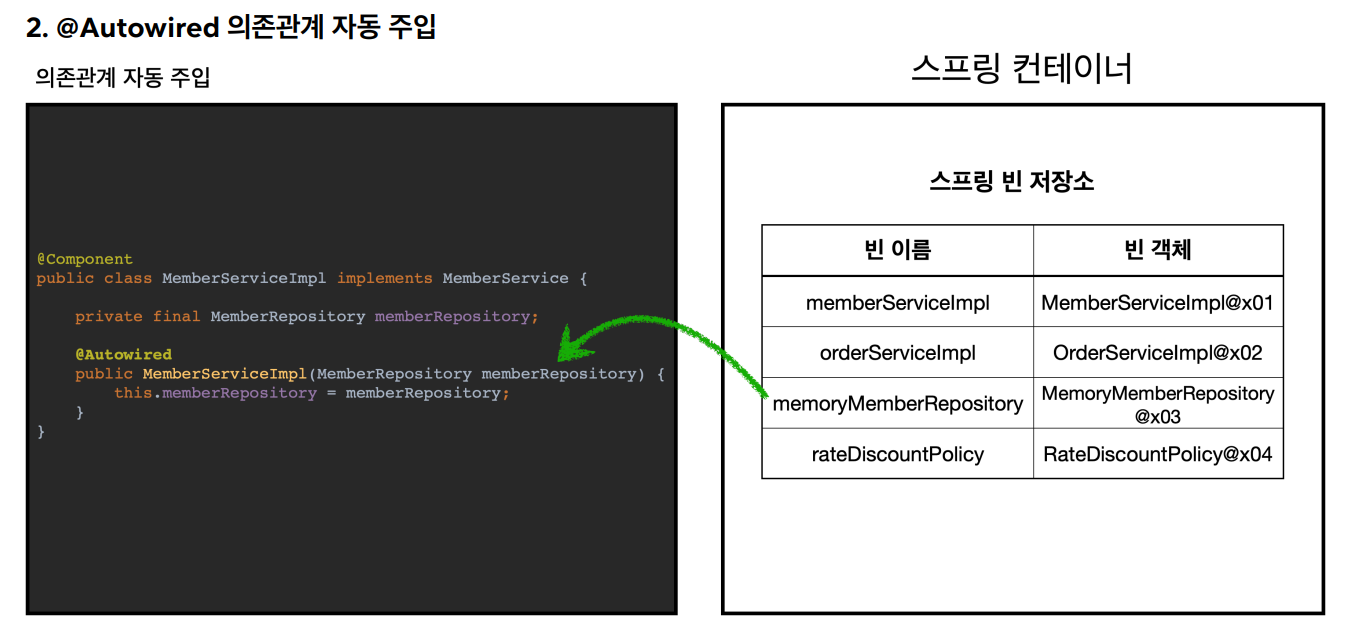 2. @Autowired 의존관계 자동 주입
의존관계 자동 주입
@Component
public class MemberServiceImpl implements MemberService {
private final MemberRepository memberRepository;
@Autowired
public MemberServiceImpl(MemberRepository memberRepository) {
this.memberRepository = memberRepository;
}
}
스프링 컨테이너
스프링 빈 저장소
빈 이름 빈 객체
memberServiceImpl MemberServiceImpl@x01
orderServiceImpl OrderServiceImpl@x02
memoryMemberRepository MemoryMemberRepository
@x03
rateDiscountPolicy RateDiscountPolicy@x04